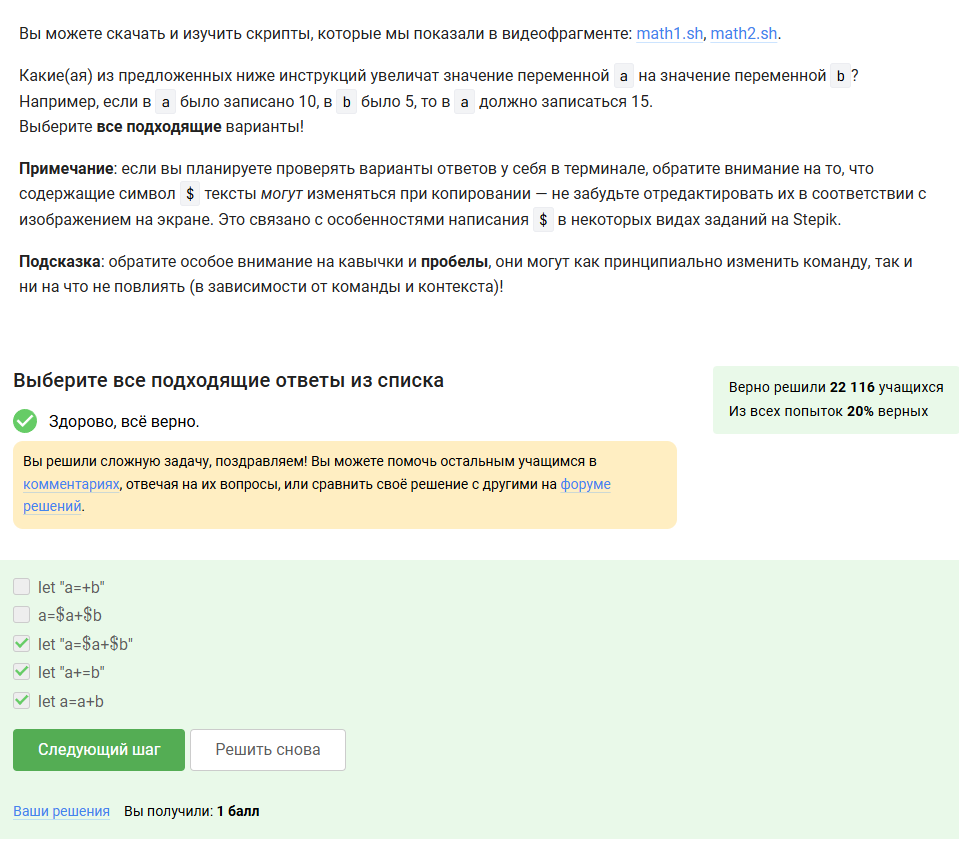 Вы можете скачать и изучить скрипты, которые мы показали в видеофрагменте: math1.sh, math2.sh.
Какие(ая) из предложенных ниже инструкций увеличат значение переменной a на значение переменной b?
Например, если в a было записано 10, в b было 5, то в a должно записаться 15.
Выберите все подходящие варианты!
Примечание: если вы планируете проверять варианты ответов у себя в терминале, обратите внимание на то, что
содержащие символ $ тексты могут изменяться при копировании — не забудьте отредактировать их в соответствии с
изображением на экране. Это связано с особенностями написания $ в некоторых видах заданий на Stepik.
Подсказка: обратите особое внимание на кавычки и пробелы, они могут как принципиально изменить команду, так и
ни на что не повлиять (в зависимости от команды и контекста)!
Выберите все подходящие ответы из списка
Верно решили 22 116 учащихся
Из всех попыток 20% верных
Здорово, всё верно.
Вы решили сложную задачу, поздравляем! Вы можете помочь остальным учащимся в
комментариях, отвечая на их вопросы, или сравнить своё решение с другими на форуме
решений.
let "a=+b"
a=$a+$b
let "a=$a+$b"
let "a+=b"
let a=a+b
Следующий шаг
Решить снова
Ваши решения Вы получили: 1 балл